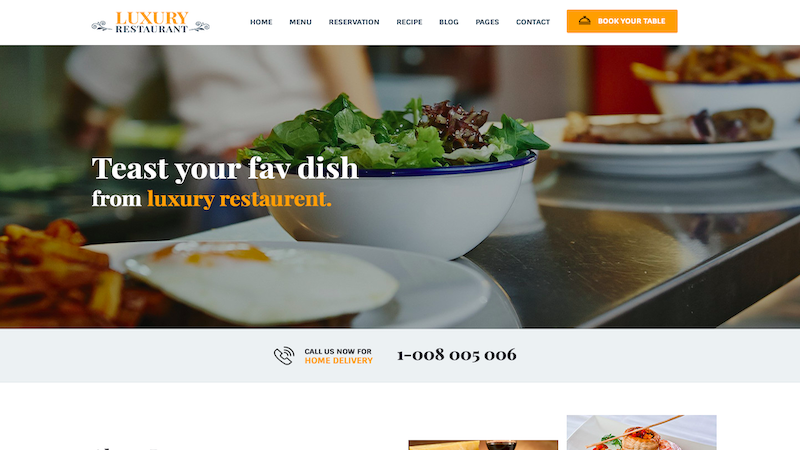 LUXURY
RESTAURANT
HOME MENU RESERVATION RECIPE BLOG PAGES CONTACT BOOK YOUR TABLE
Teast your fav dish
from luxury restaurent.
CALL US NOW FOR
HOME DELIVERY
1-008 005 006